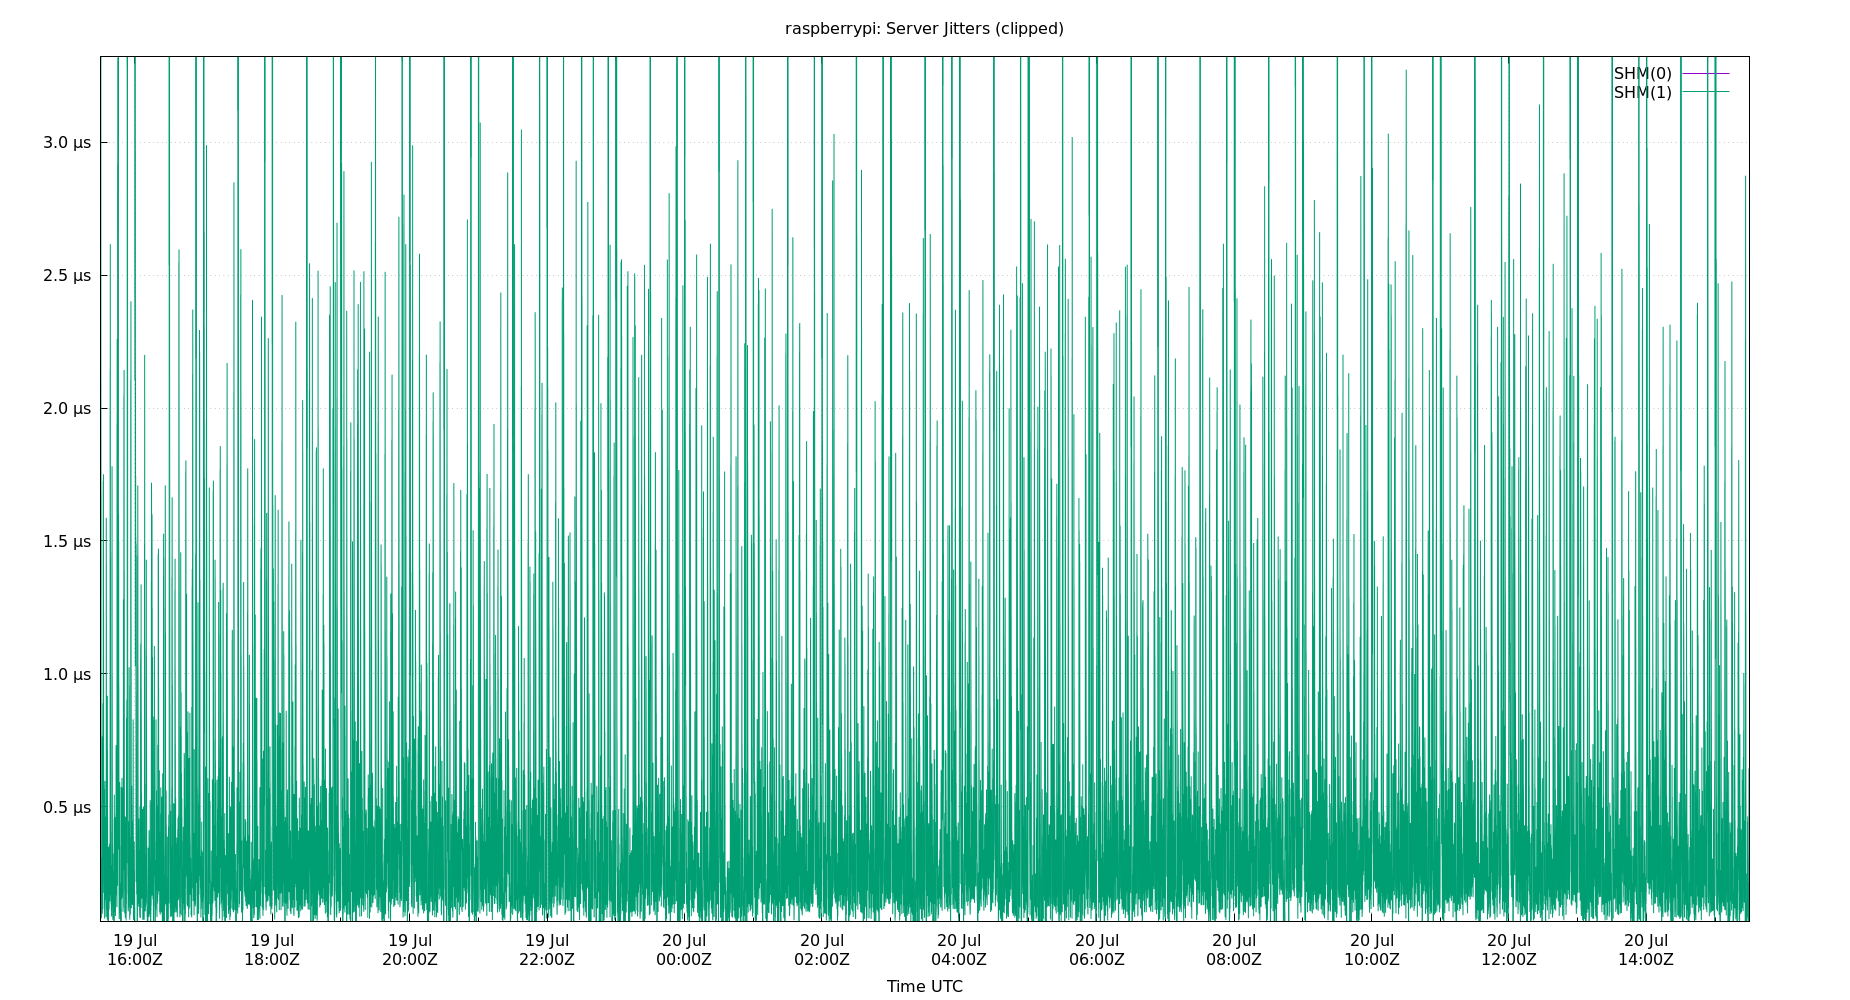 raspberrypi: Server Jitters (clipped)
SHM(0)
SHM(1)
3.0 μs
2.5 μs
2.0 μs
1.5 μs
1.0 μs
0.5 μs
19 Jul 19 Jul 19 Jul 19 Jul 20 Jul 20 Jul 20 Jul 20 Jul 20 Jul 20 Jul 20 Jul 20 Jul
16:00Z 18:00Z 20:00Z 22:00Z 00:00Z 02:00Z 04:00Z 06:00Z 08:00Z 10:00Z 12:00Z 14:00Z
Time UTC